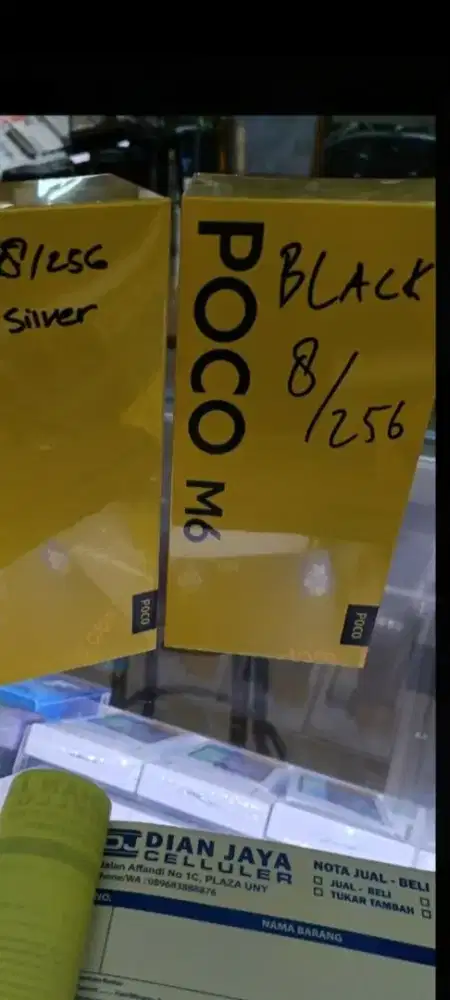 8/256
silver
POCO M6
BLACK
8/256
POCO
POCO
DIAN JAYA
CELLULER
Jalan Affandi No 1C, PLAZA UNY
NOTA JUAL - BELI
JUAL - BELI
TUKAR TAMBAH
NO.
NAMA BARANG